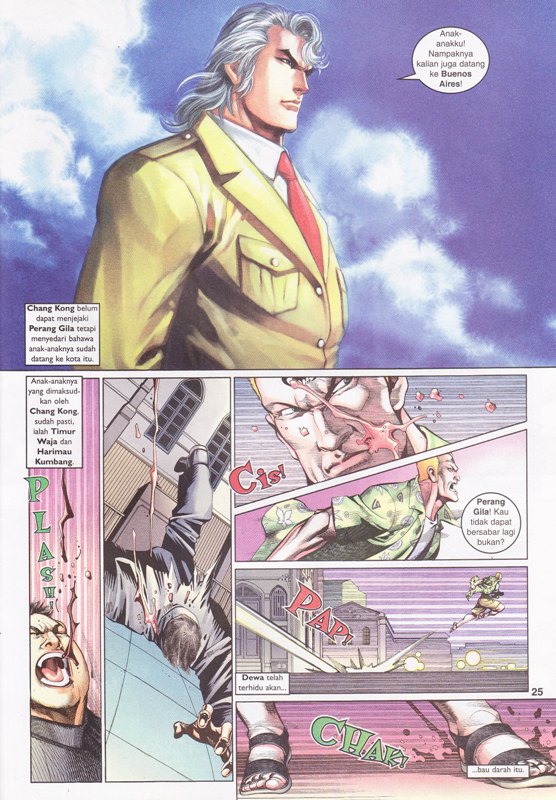 Anak-
anakku!
Nampaknya
kalian juga datang
ke Buenos
Aires!
Chang Kong belum
dapat menjejaki
Perang Gila tetapi
menyedari bahawa
anak-anaknya sudah
datang ke kota itu.
Anak-anaknya
yang dimaksud-
kan oleh
Chang Kong,
sudah pasti,
ialah Timur
Waja dan
Harimau
Kumbang.
PLASH!
Cis!
Perang
Gila! Kau
tidak dapat
bersabar lagi
bukan?
PAP!
Dewa telah
terhidu akan...
25
CHAK!
...bau darah itu.